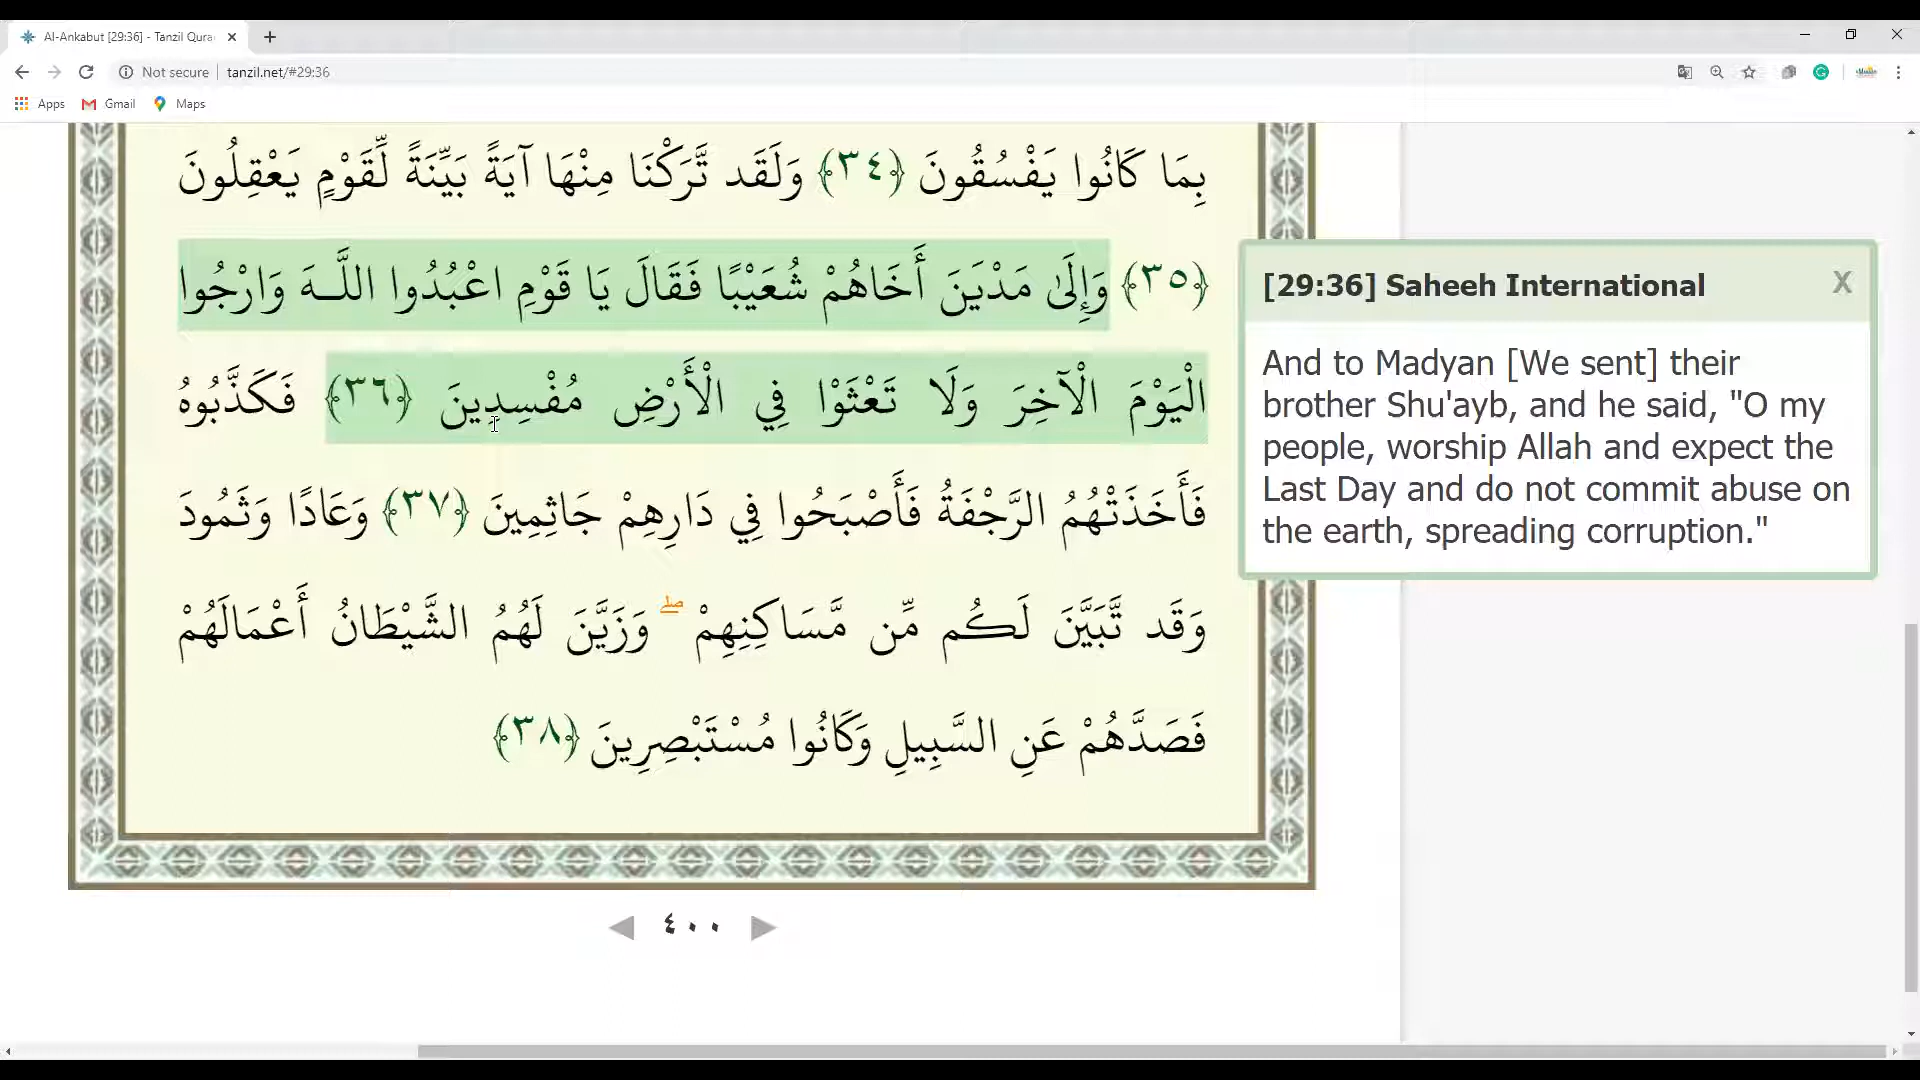 Al-Ankabut [29:36] - Tanzil Qura
Not secure
tanzil.net/#29:36
Apps
Gmail
Maps
بِمَا كَانُوا يَفْسُقُونَ ﴿٣٤﴾ وَلَقَد تَّرَكْنَا مِنْهَا آيَةً بَيِّنَةً لِّقَوْمٍ يَعْقِلُونَ
﴿٣٥﴾ وَإِلَىٰ مَدْيَنَ أَخَاهُمْ شُعَيْبًا فَقَالَ يَا قَوْمِ اعْبُدُوا اللَّـهَ وَارْجُوا
الْيَوْمَ الْآخِرَ وَلَا تَعْثَوْا فِي الْأَرْضِ مُفْسِدِينَ ﴿٣٦﴾ فَكَذَّبُوهُ
فَأَخَذَتْهُمُ الرَّجْفَةُ فَأَصْبَحُوا فِي دَارِهِمْ جَاثِمِينَ ﴿٣٧﴾ وَعَادًا وَثَمُودَ
وَقَد تَّبَيَّنَ لَكُم مِّن مَّسَاكِنِهِمْ ۖ وَزَيَّنَ لَهُمُ الشَّيْطَانُ أَعْمَالَهُمْ
فَصَدَّهُمْ عَنِ السَّبِيلِ وَكَانُوا مُسْتَبْصِرِينَ ﴿٣٨﴾
٤٠٠
[29:36] Saheeh International
X
And to Madyan [We sent] their
brother Shu'ayb, and he said, "O my
people, worship Allah and expect the
Last Day and do not commit abuse on
the earth, spreading corruption."